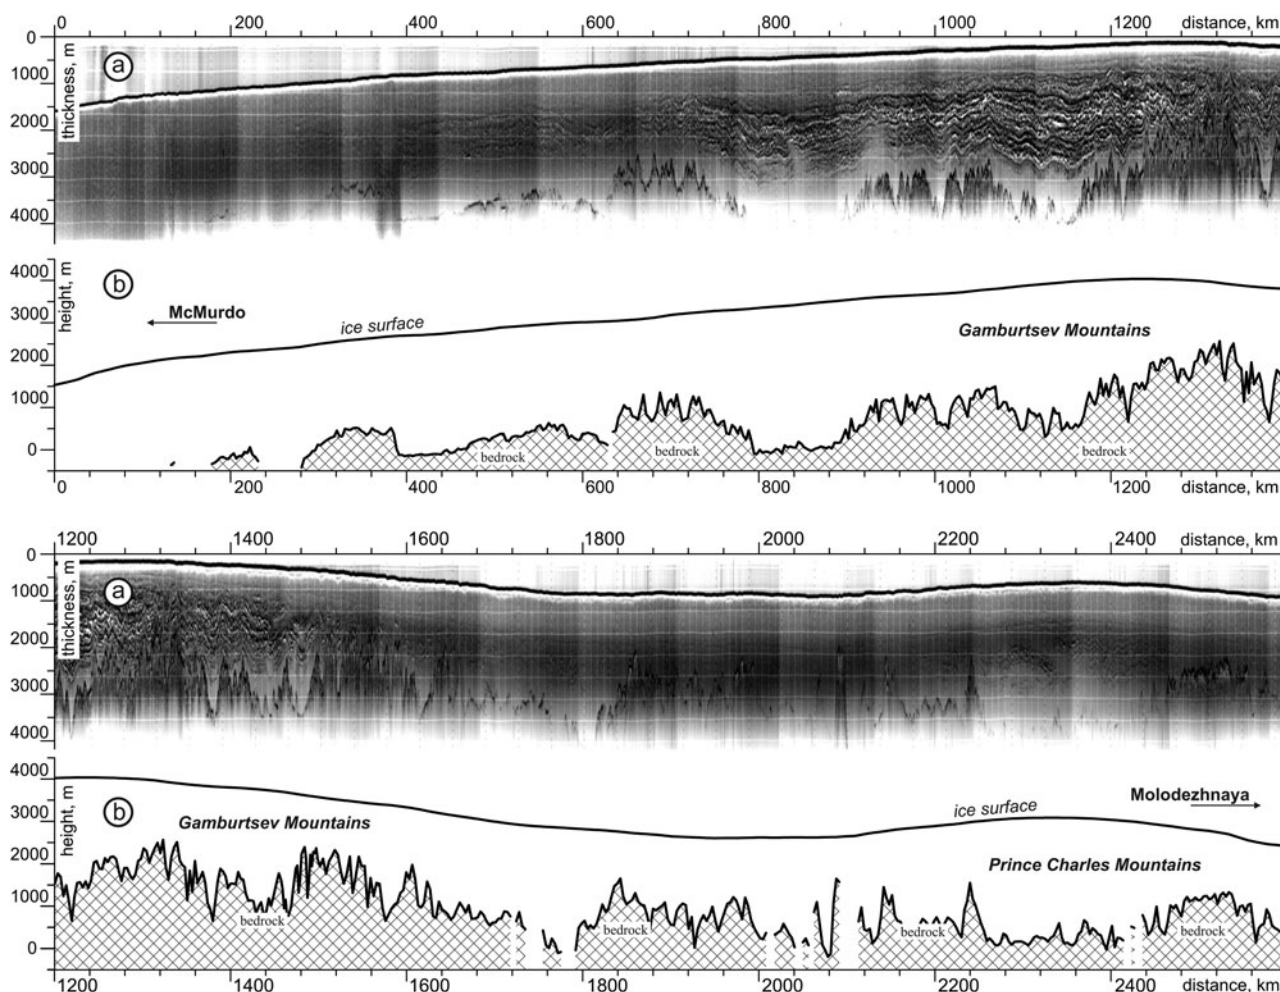 0 200 400 600 800 1000 1200 distance, km
0
1000
2000
3000
4000
thickness, m
a
4000
3000
2000
1000
0
height, m
b
McMurdo
ice surface
Gamburtsev Mountains
bedrock
bedrock
bedrock
0 200 400 600 800 1000 1200 distance, km
1200 1400 1600 1800 2000 2200 2400 distance, km
0
1000
2000
3000
4000
thickness, m
a
4000
3000
2000
1000
0
height, m
b
Gamburtsev Mountains
ice surface
Molodezhnaya
Prince Charles Mountains
bedrock
bedrock
bedrock
bedrock
1200 1400 1600 1800 2000 2200 2400 distance, km